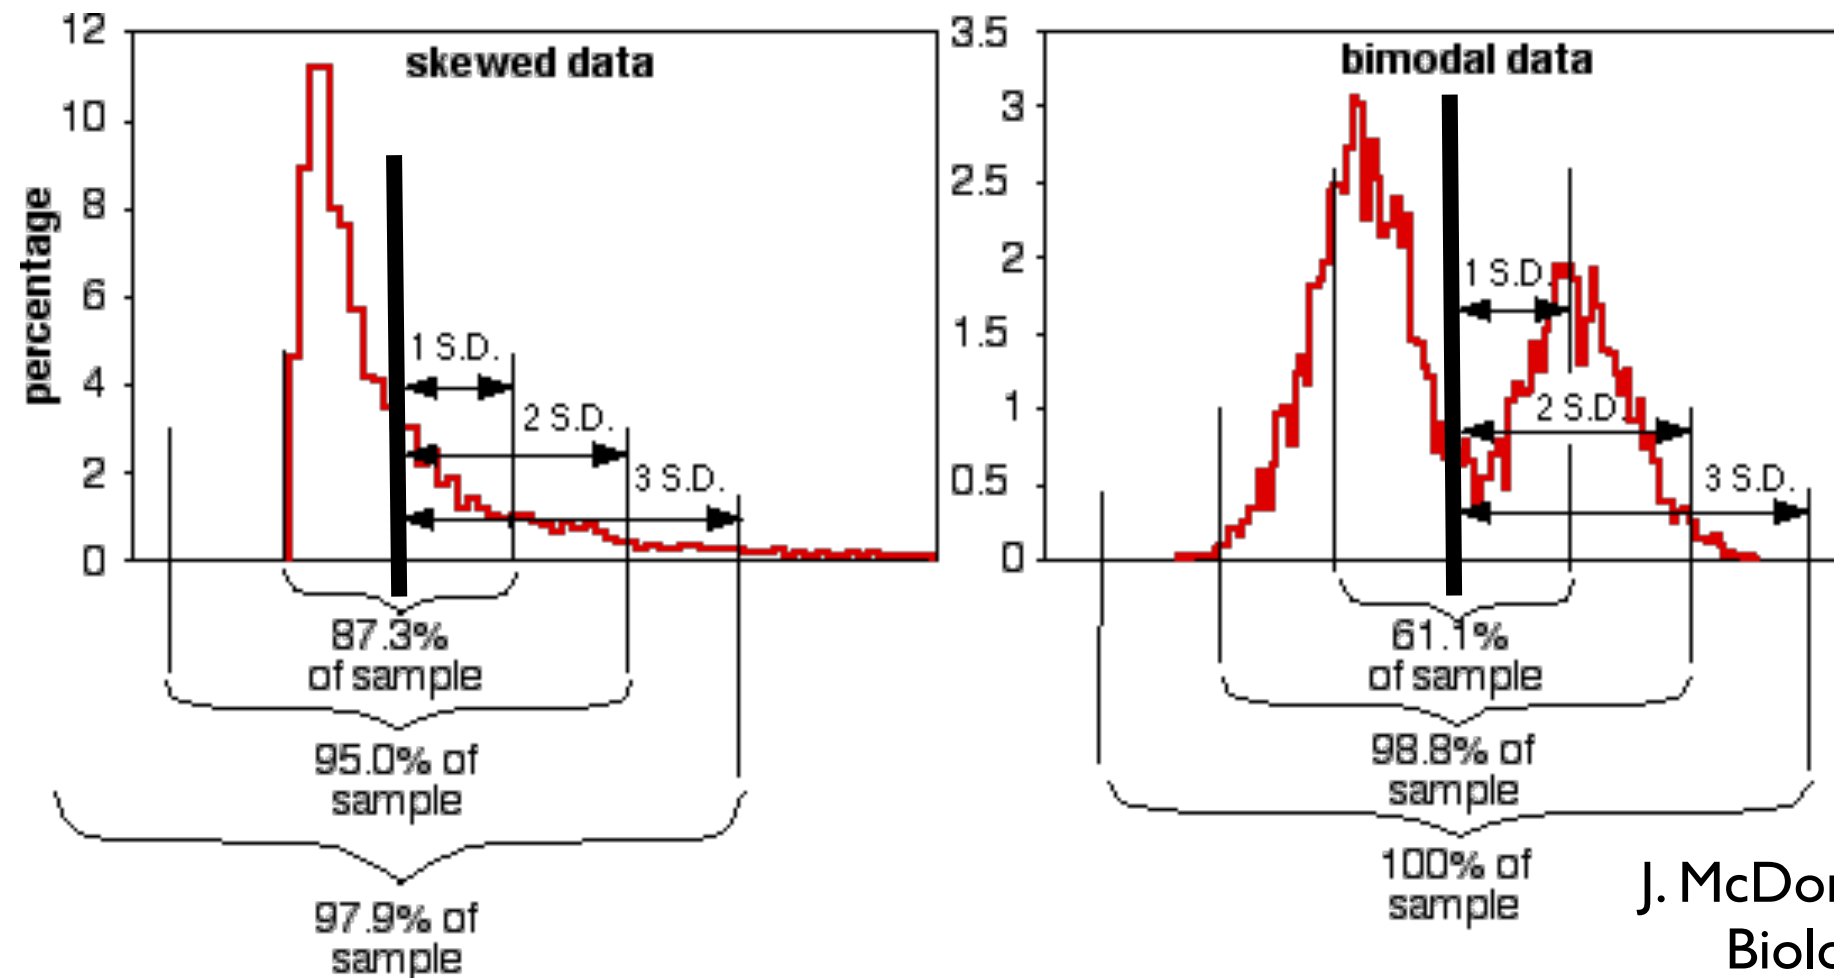 skewed data
percentage
12
10
8
6
4
2
0
1 S.D.
2 S.D.
3 S.D.
87.3%
of sample
95.0% of
sample
97.9% of
sample
bimodal data
3.5
3
2.5
2
1.5
1
0.5
0
1 S.D.
2 S.D.
3 S.D.
61.1%
of sample
98.8% of
sample
100% of
sample
J.